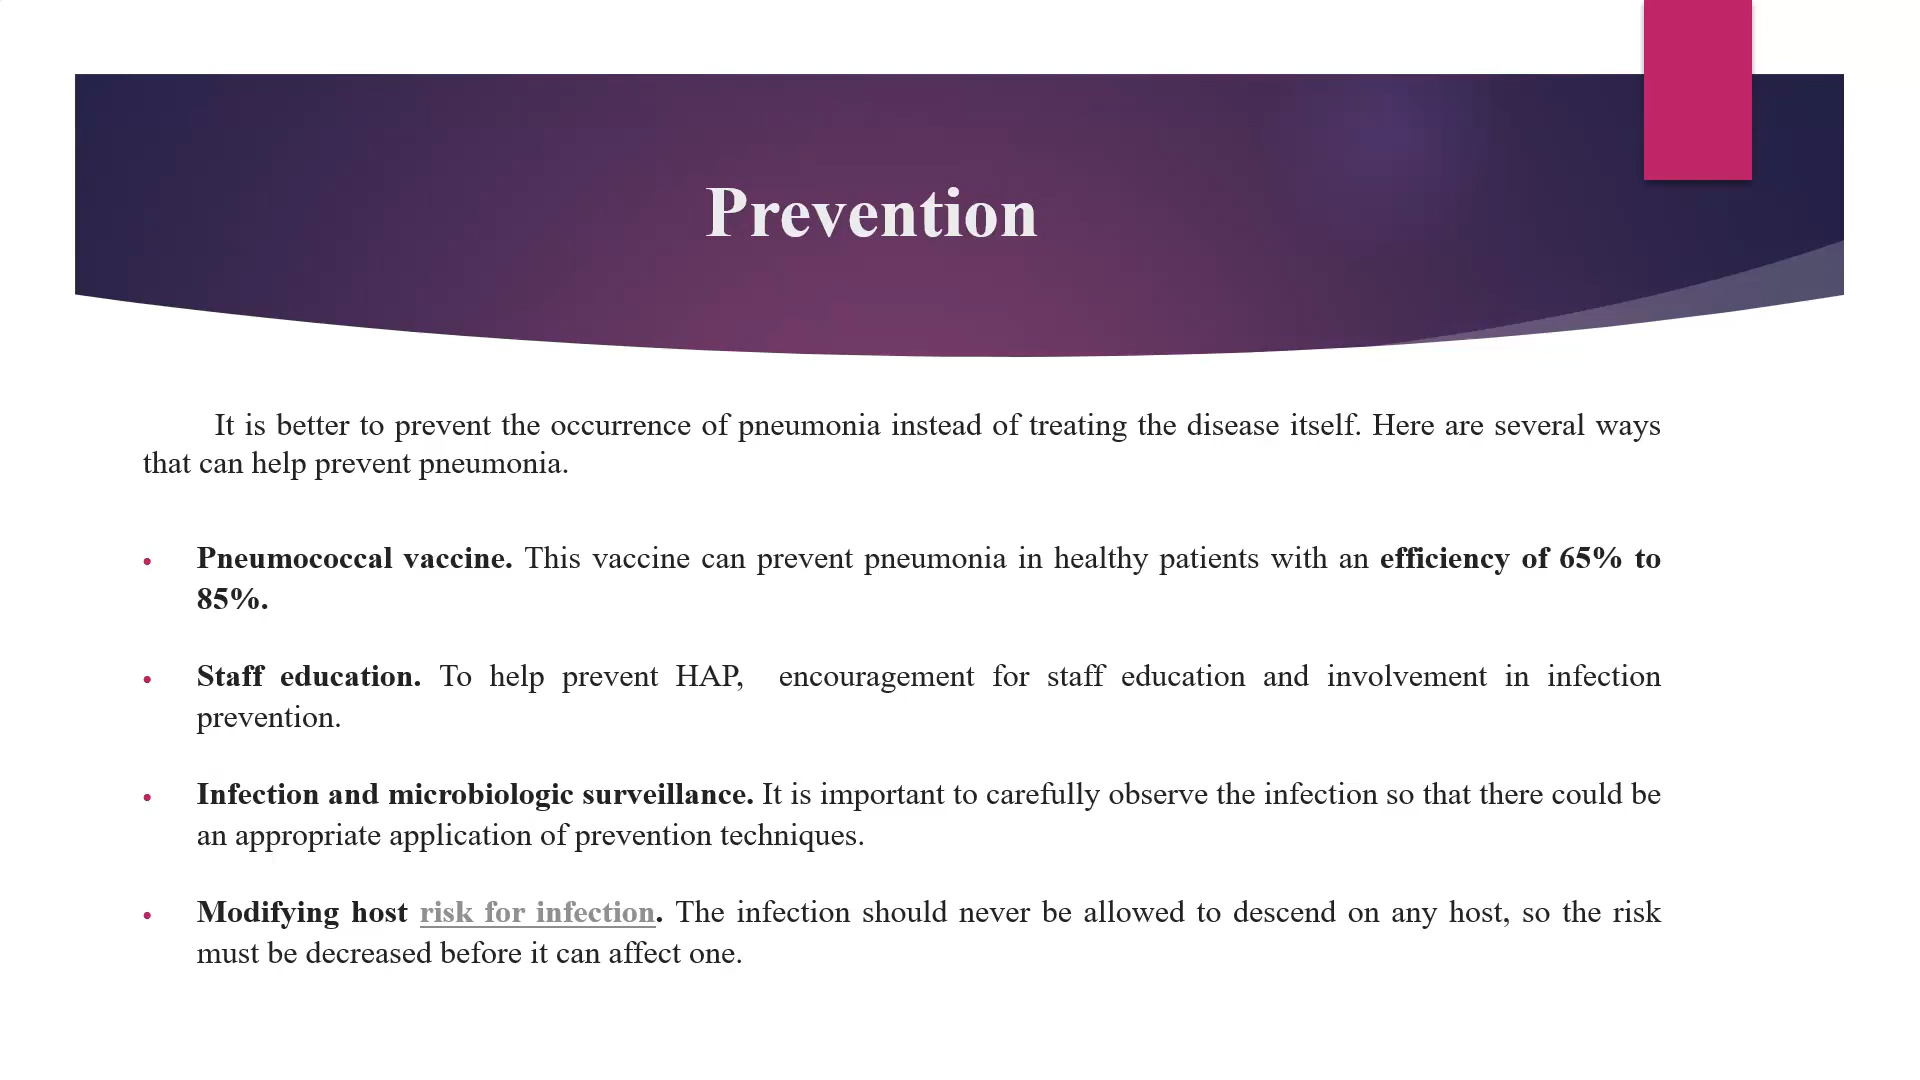 Prevention
It is better to prevent the occurrence of pneumonia instead of treating the disease itself. Here are several ways
that can help prevent pneumonia.
• Pneumococcal vaccine. This vaccine can prevent pneumonia in healthy patients with an efficiency of 65% to
85%.
• Staff education. To help prevent HAP,  encouragement for staff education and involvement in infection
prevention.
• Infection and microbiologic surveillance. It is important to carefully observe the infection so that there could be
an appropriate application of prevention techniques.
• Modifying host risk for infection. The infection should never be allowed to descend on any host, so the risk
must be decreased before it can affect one.